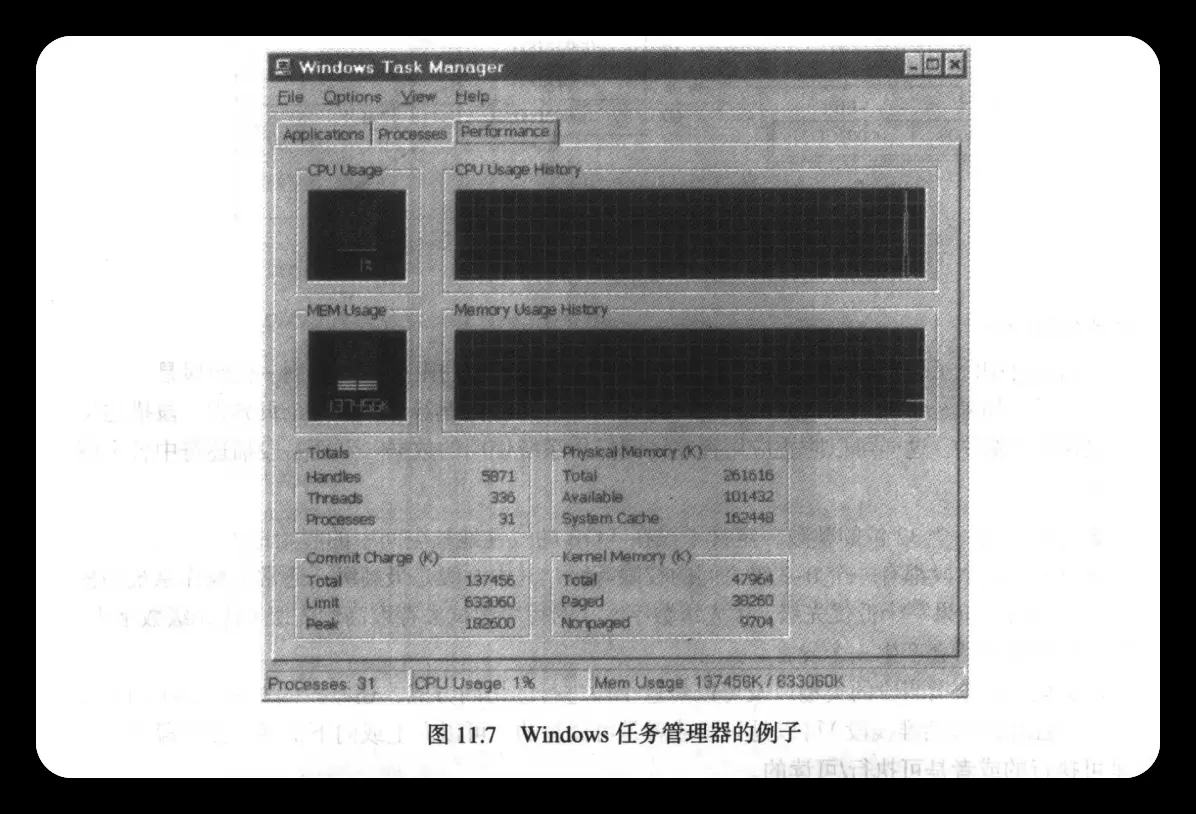 Windows Task Manager
File Options View Help
Applications Processes Performance
CPU Usage CPU Usage History
1%
MEM Usage Memory Usage History
137456K
Totals Physical Memory (K)
Handles 5871 Total 261616
Threads 336 Available 101432
Processes 31 System Cache 162448
Commit Charge (K) Kernel Memory (K)
Total 137456 Total 47964
Limit 633060 Paged 38260
Peak 182600 Nonpaged 9704
Processes: 31 CPU Usage: 1% Mem Usage: 137456K / 633060K
图 11.7 Windows 任务管理器的例子